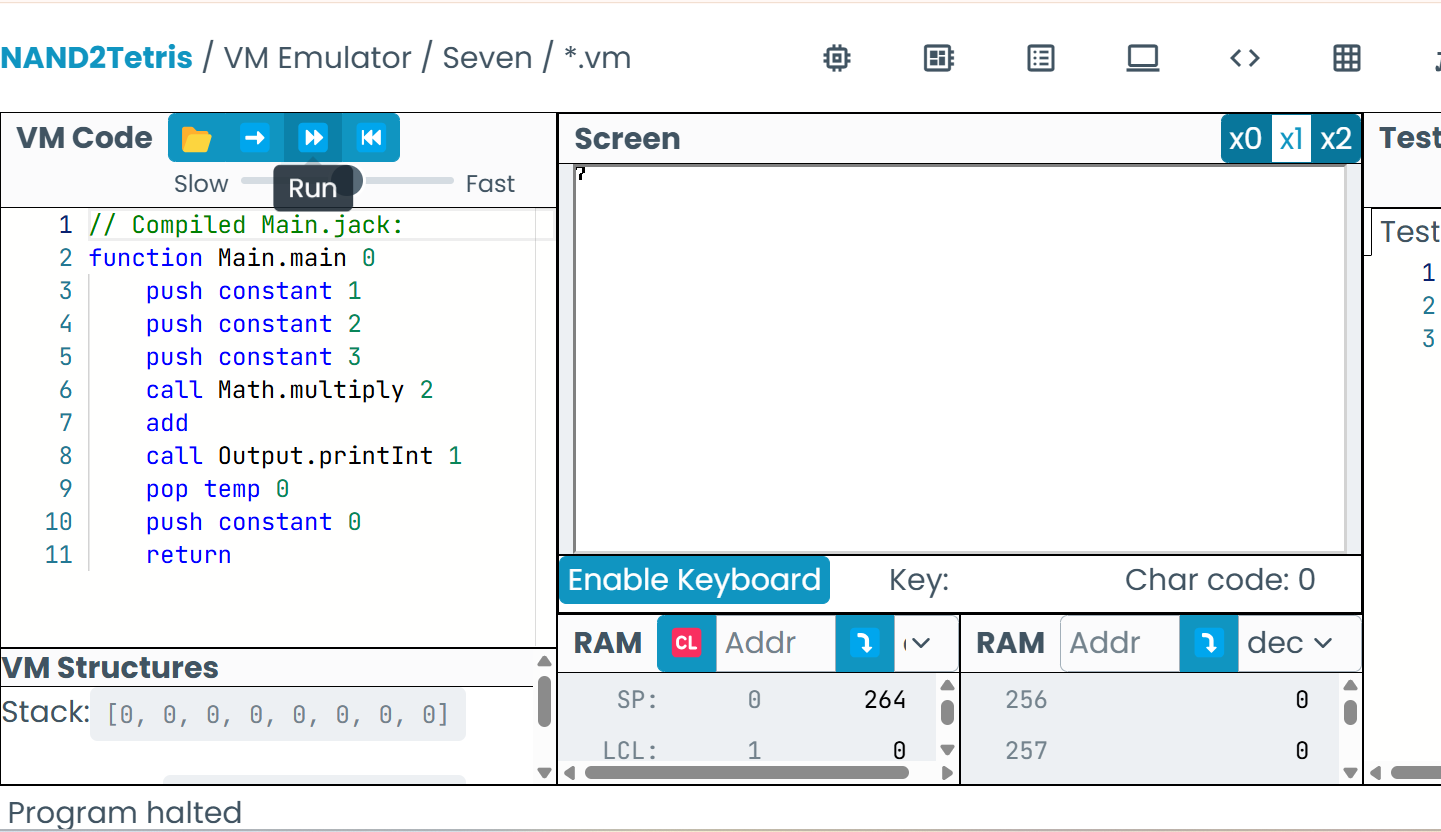 NAND2Tetris / VM Emulator / Seven / *.vm
VM Code
Slow Fast
Run
1 // Compiled Main.jack:
2 function Main.main 0
3 push constant 1
4 push constant 2
5 push constant 3
6 call Math.multiply 2
7 add
8 call Output.printInt 1
9 pop temp 0
10 push constant 0
11 return
VM Structures
Stack: [0, 0, 0, 0, 0, 0, 0, 0]
Screen x0 x1 x2
7
Enable Keyboard Key: Char code: 0
RAM CL Addr
SP: 0 264
LCL: 1 0
RAM Addr dec
256 0
257 0
Test
Test
1
2
3
Program halted